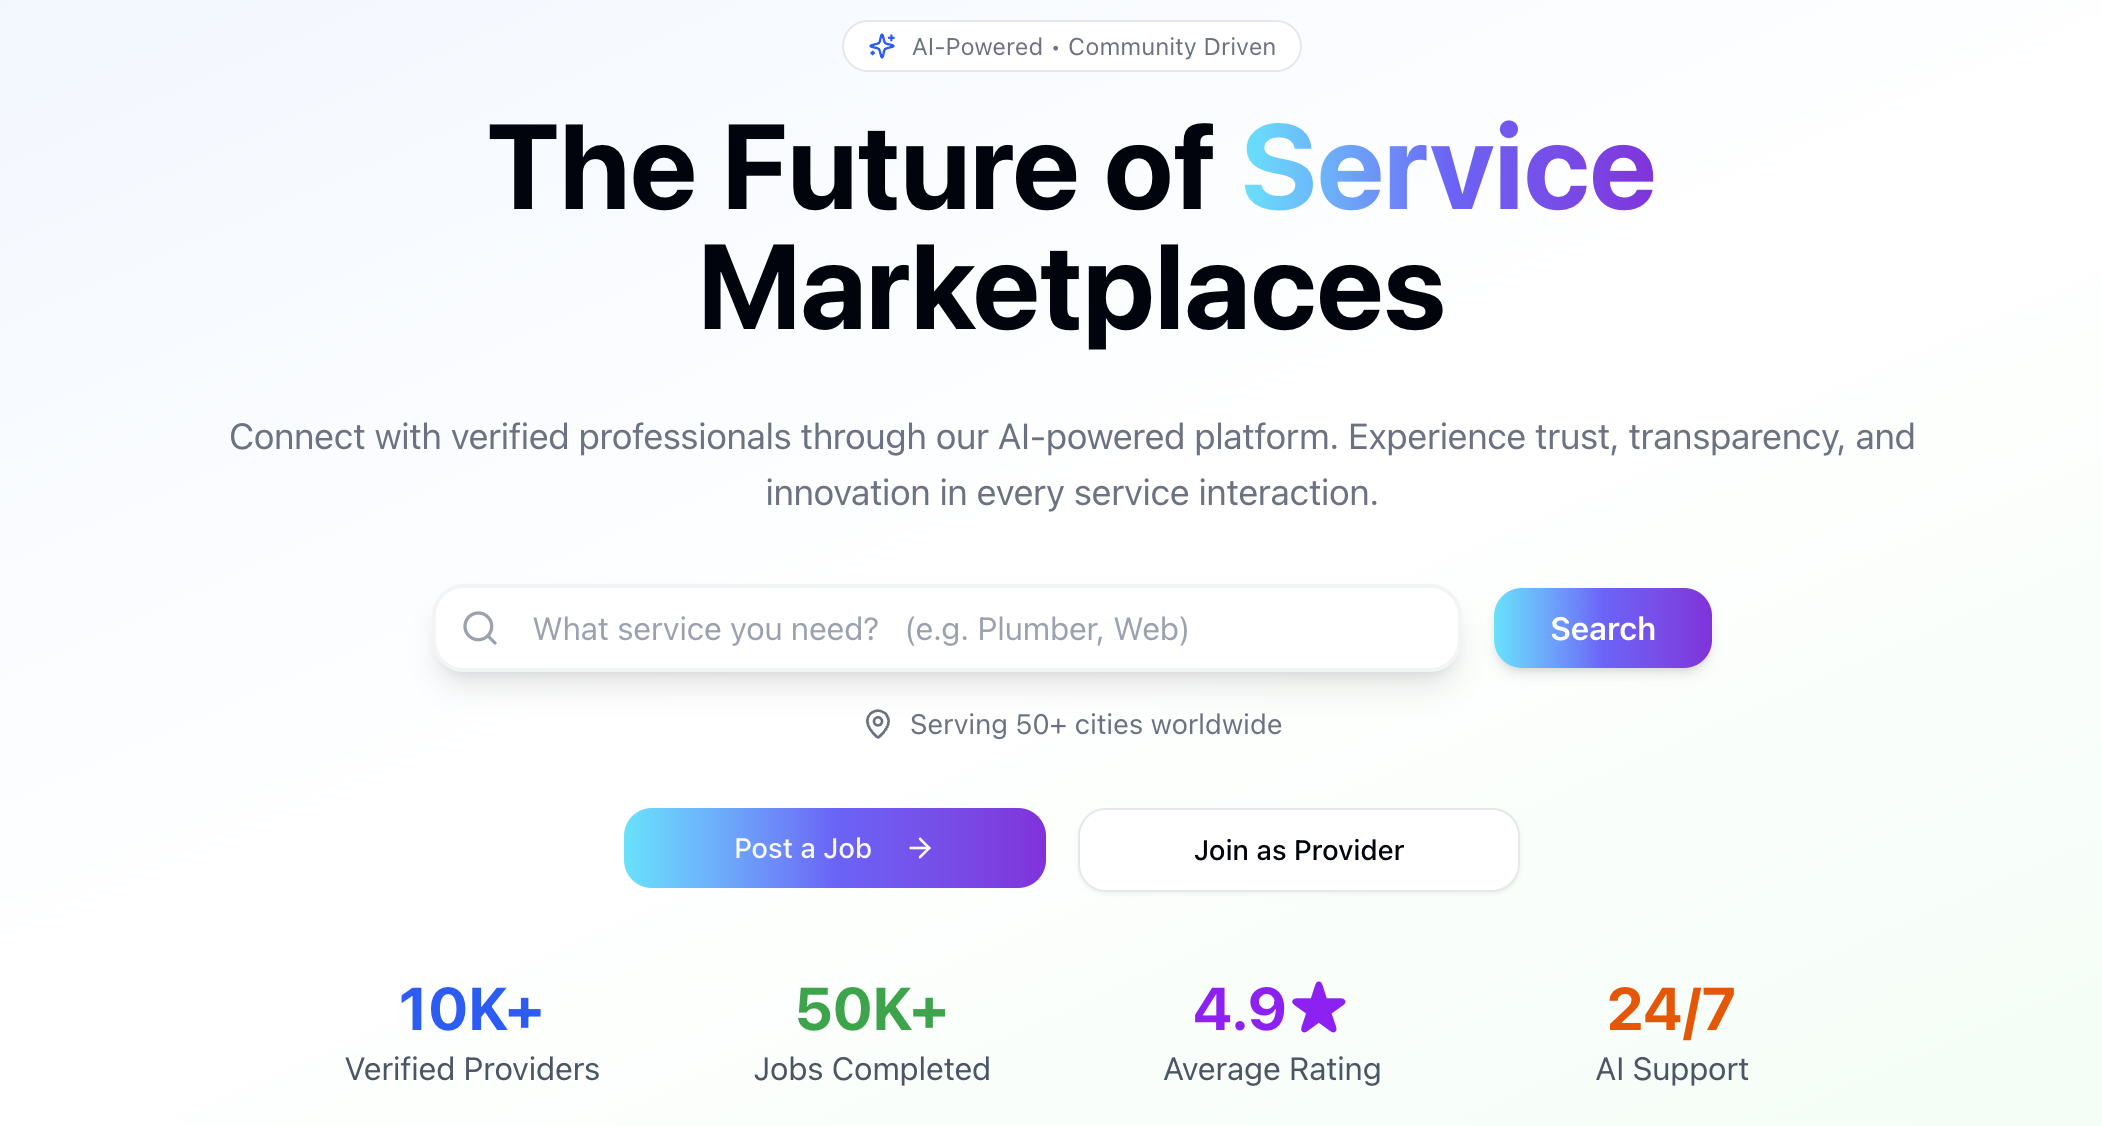 AI-Powered • Community Driven
The Future of Service
Marketplaces
Connect with verified professionals through our AI-powered platform. Experience trust, transparency, and
innovation in every service interaction.
What service you need? (e.g. Plumber, Web)
Search
Serving 50+ cities worldwide
Post a Job →
Join as Provider
10K+
Verified Providers
50K+
Jobs Completed
4.9★
Average Rating
24/7
AI Support